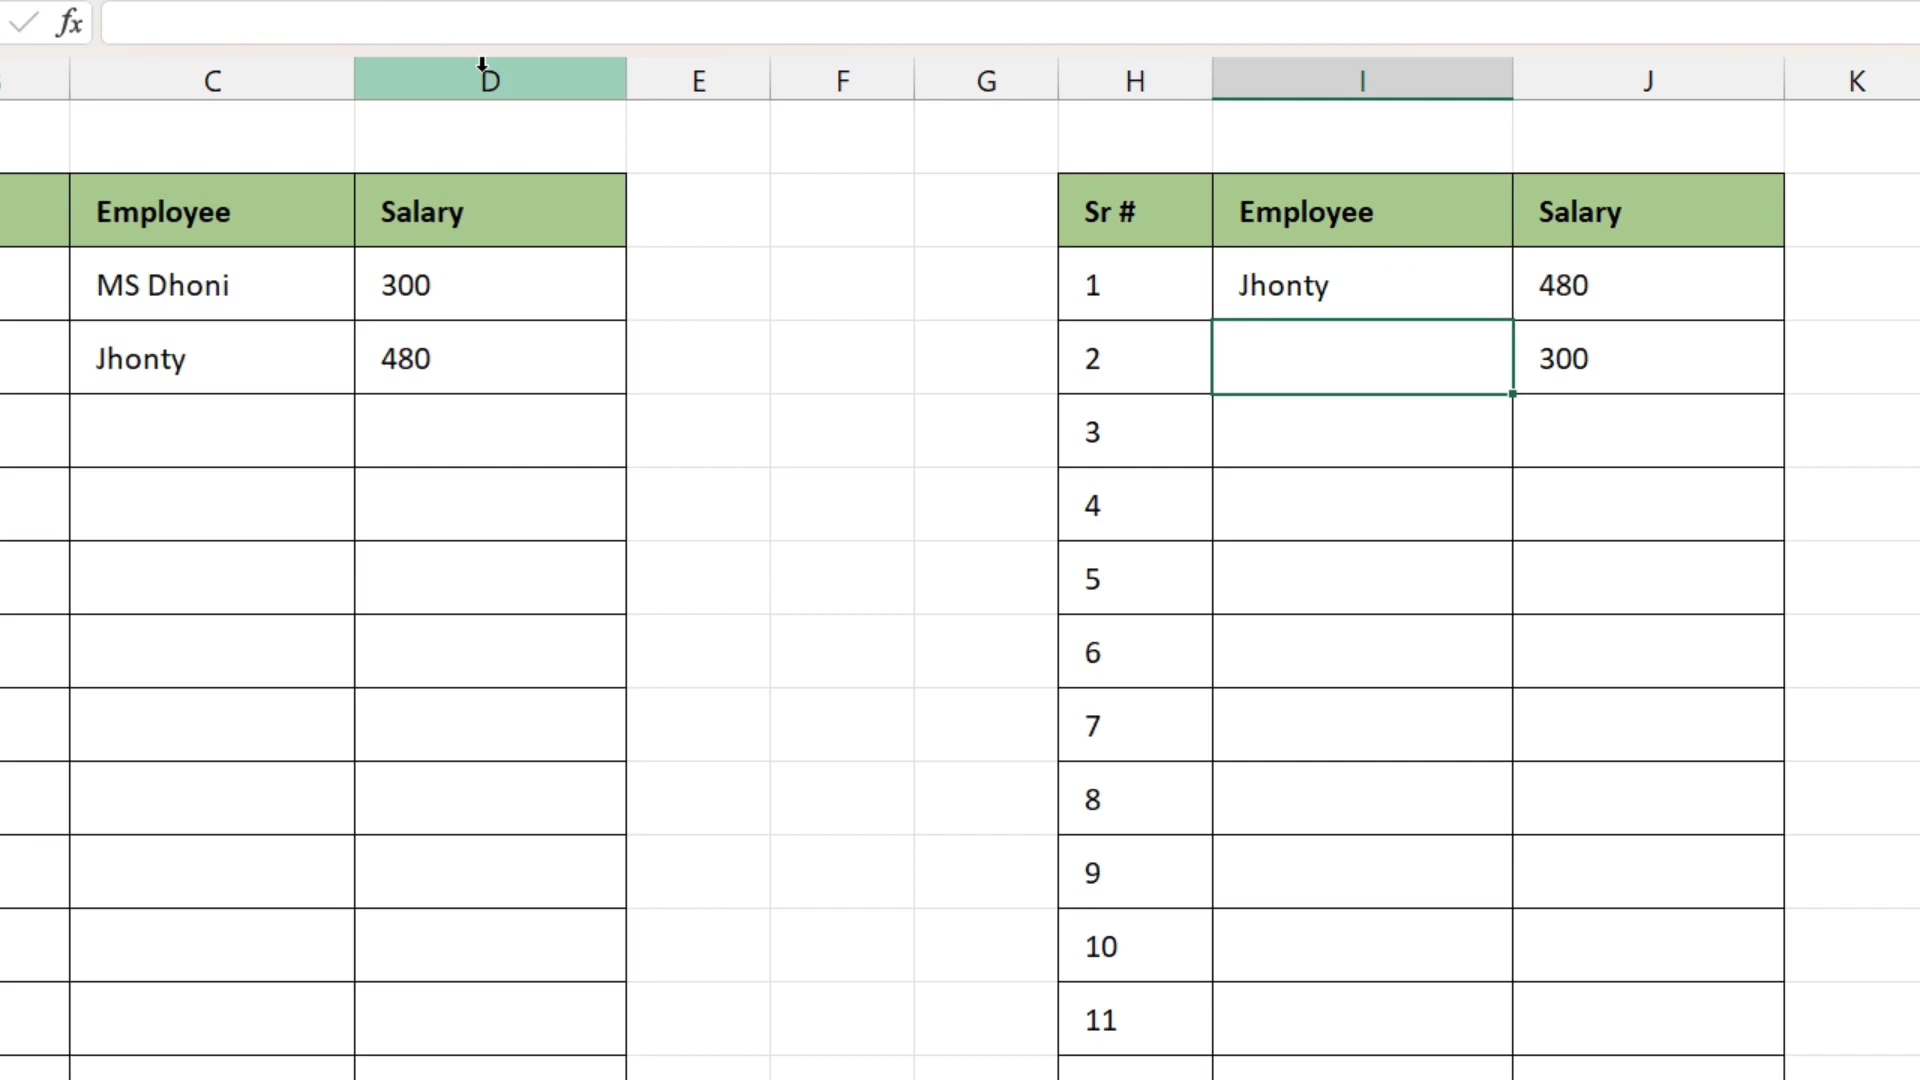 fx
C D E F G H I J K
Employee Salary Sr # Employee Salary
MS Dhoni 300 1 Jhonty 480
Jhonty 480 2 300
3
4
5
6
7
8
9
10
11